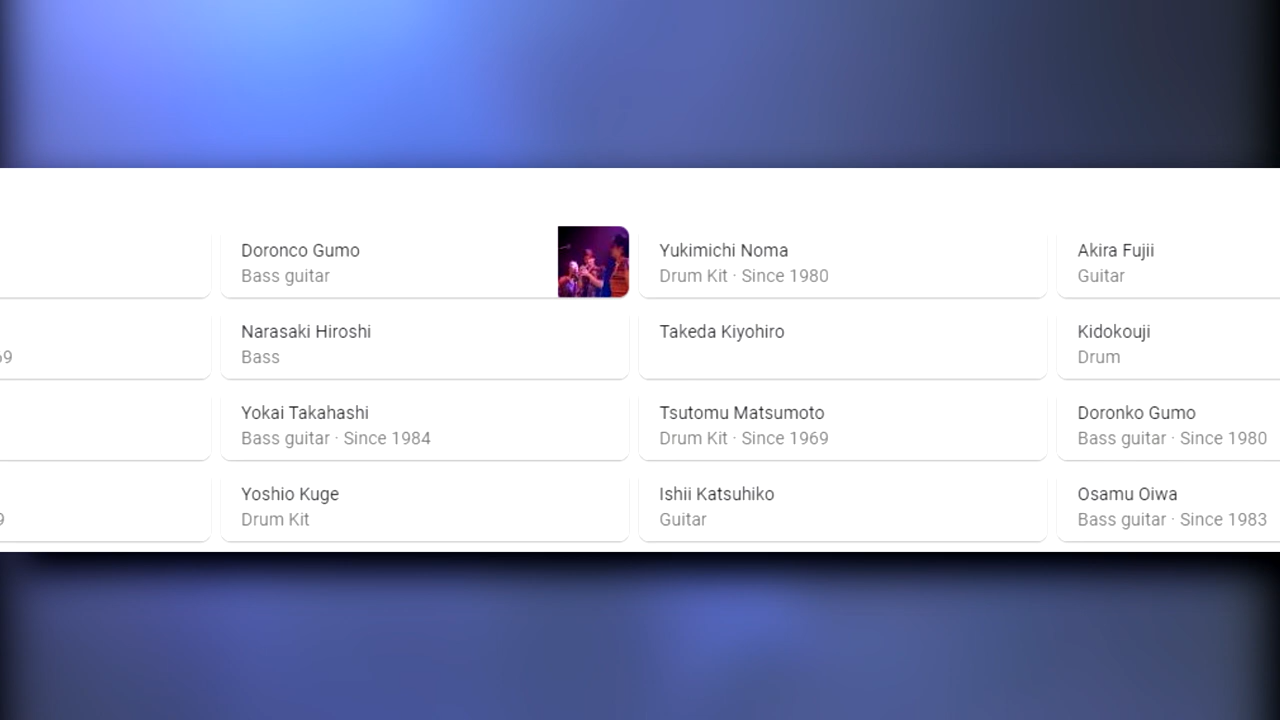 Doronco Gumo
Bass guitar
Yukimichi Noma
Drum Kit · Since 1980
Akira Fujii
Guitar
Narasaki Hiroshi
Bass
Takeda Kiyohiro
Kidokouji
Drum
Yokai Takahashi
Bass guitar · Since 1984
Tsutomu Matsumoto
Drum Kit · Since 1969
Doronko Gumo
Bass guitar · Since 1980
Yoshio Kuge
Drum Kit
Ishii Katsuhiko
Guitar
Osamu Oiwa
Bass guitar · Since 1983